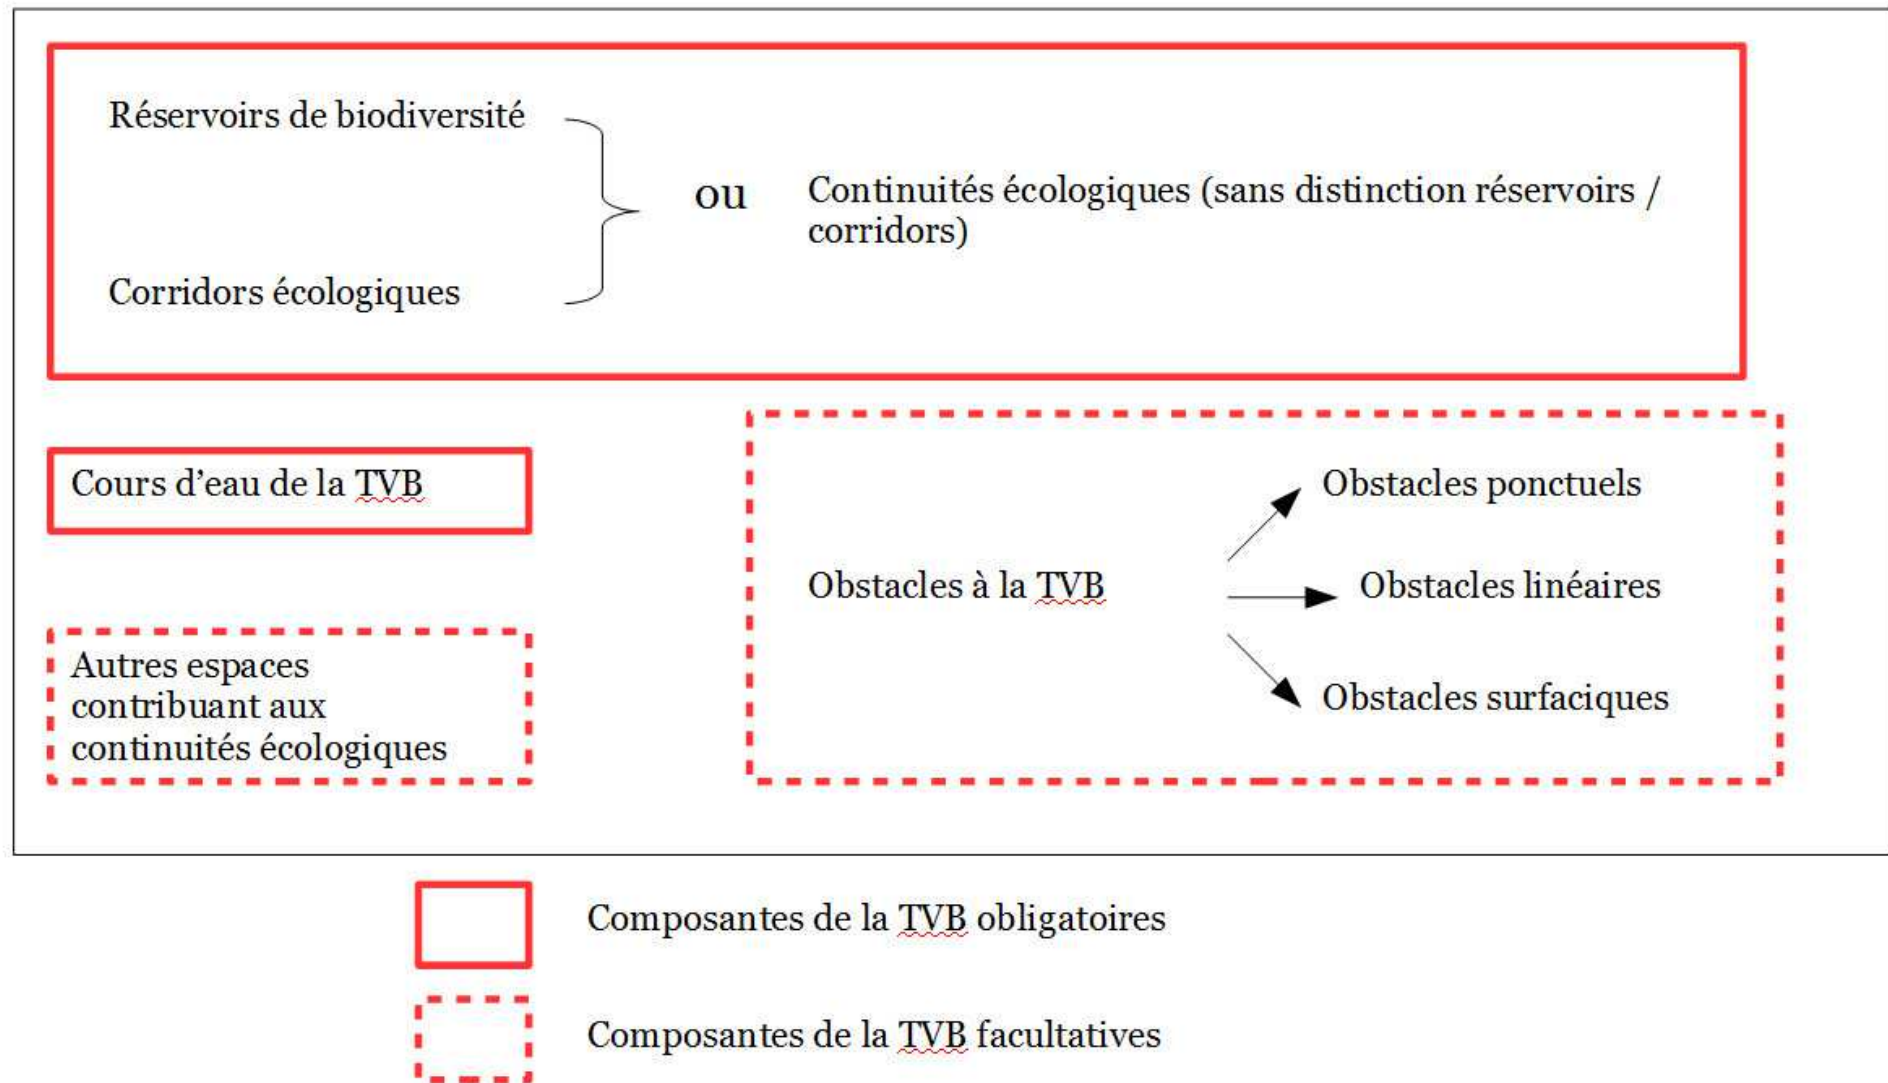 Réservoirs de biodiversité
ou
Continuités écologiques (sans distinction réservoirs /
corridors)
Corridors écologiques
Cours d’eau de la TVB
Autres espaces
contribuant aux
continuités écologiques
Obstacles à la TVB
Obstacles ponctuels
Obstacles linéaires
Obstacles surfaciques
Composantes de la TVB obligatoires
Composantes de la TVB facultatives